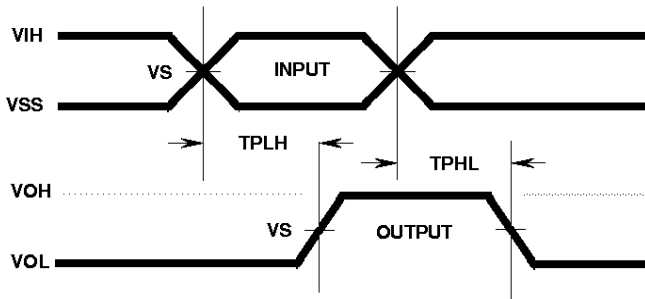 VIH
VS INPUT
VSS
TPLH TPHL
VOH
VS OUTPUT
VOL